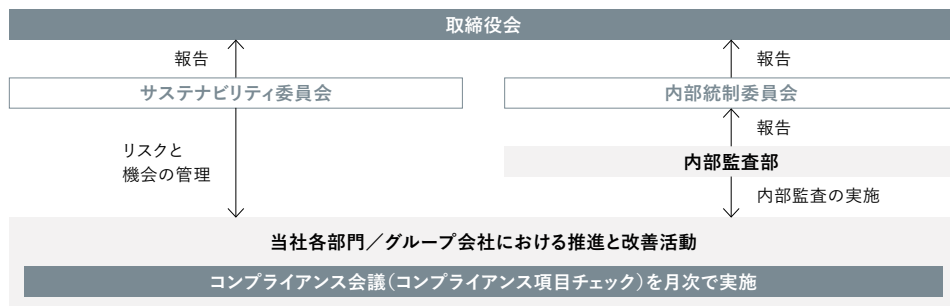 取締役会
報告
報告
サステナビリティ委員会
内部統制委員会
報告
リスクと
機会の管理
内部監査部
内部監査の実施
当社各部門／グループ会社における推進と改善活動
コンプライアンス会議（コンプライアンス項目チェック）を月次で実施